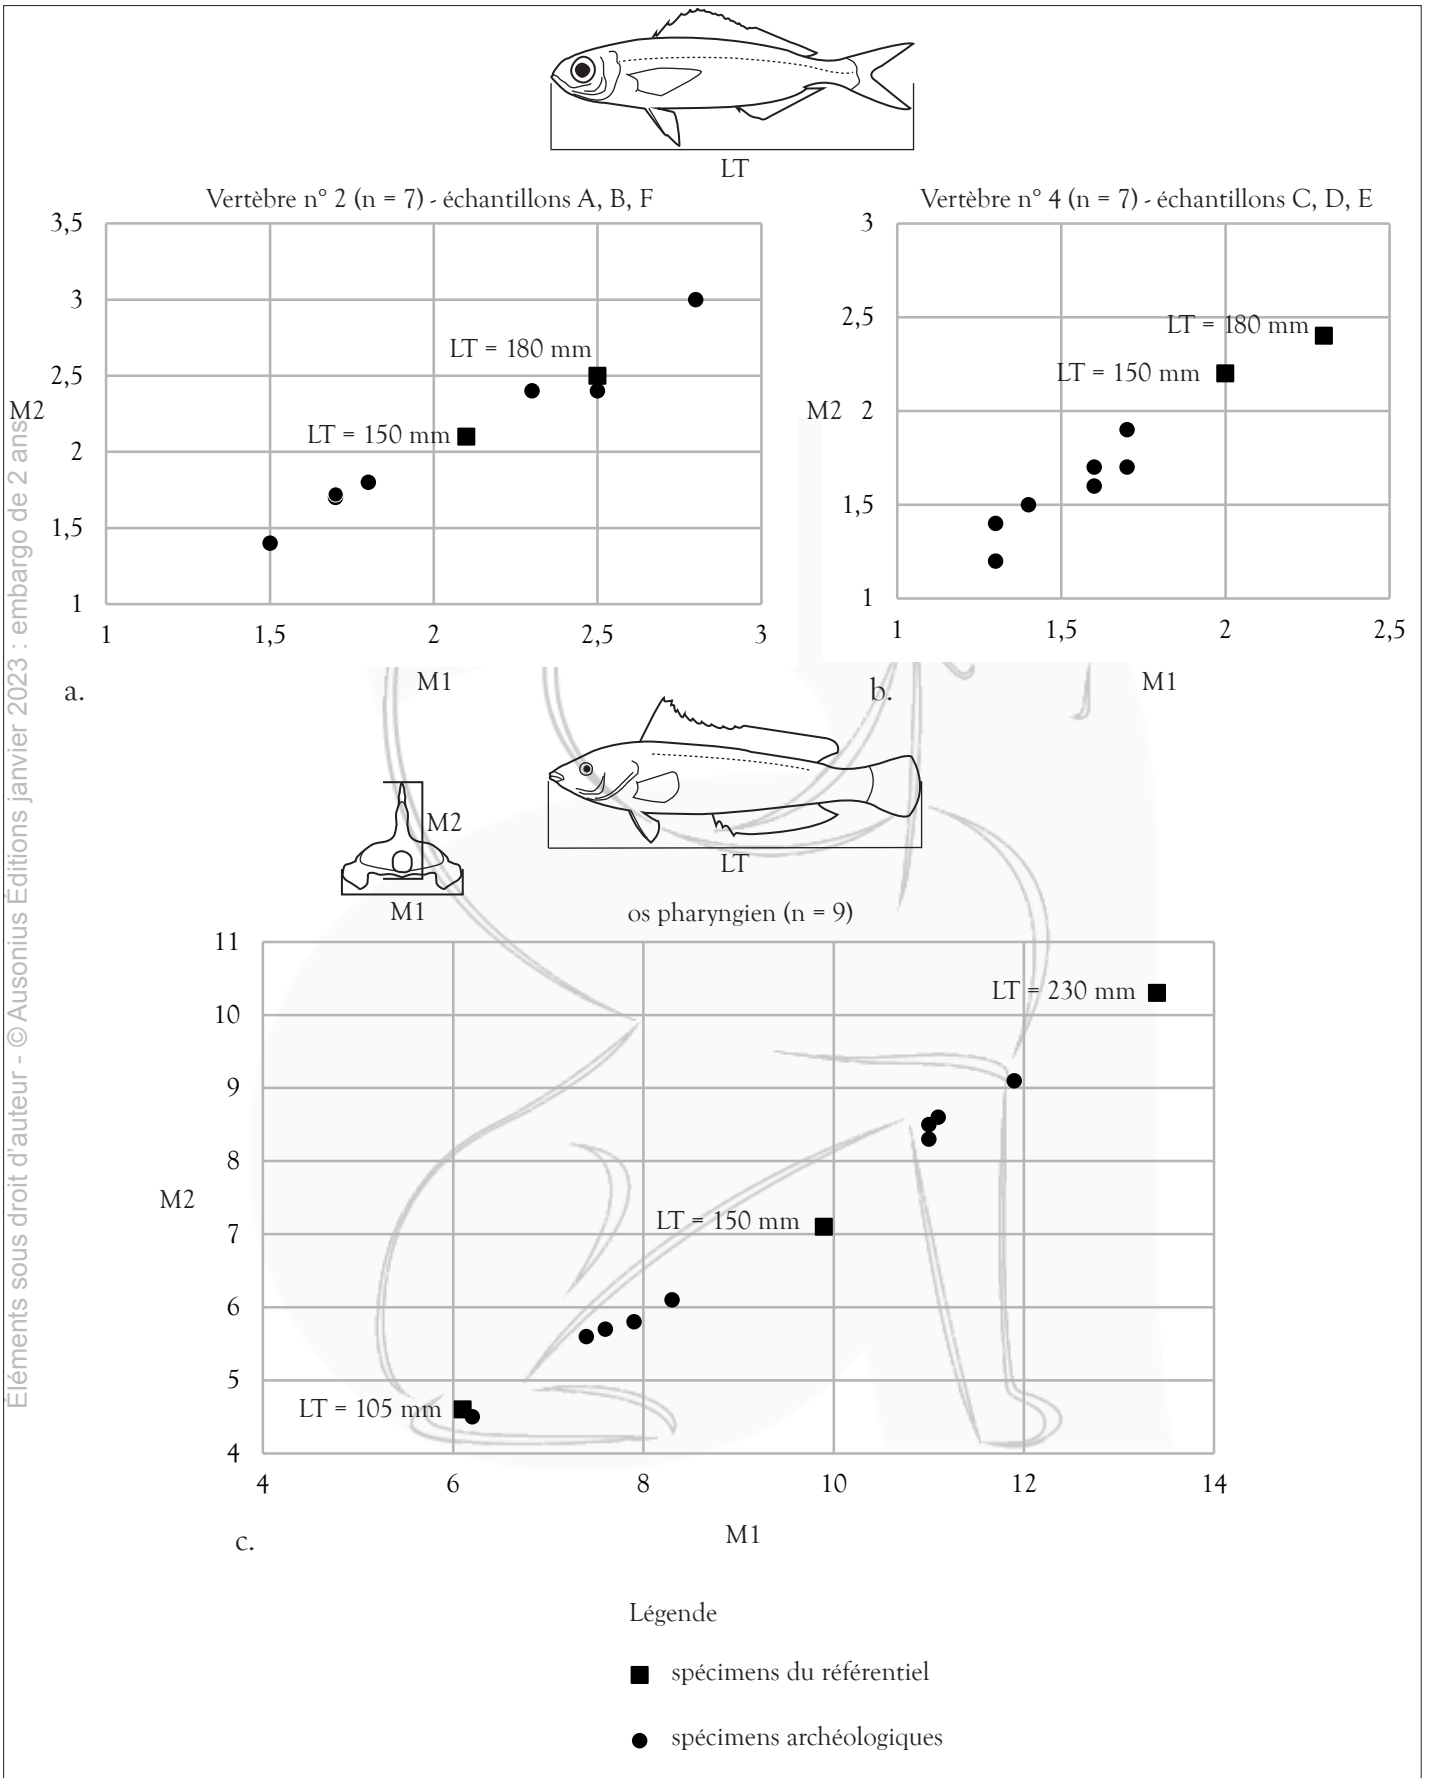 LT
Vertèbre n° 2 (n = 7) - échantillons A, B, F
3,5
3
2,5
2
1,5
1
M2
LT = 180 mm
LT = 150 mm
1 1,5 2 2,5 3
M1
a.
Vertèbre n° 4 (n = 7) - échantillons C, D, E
3
2,5
2
1,5
1
M2
LT = 180 mm
LT = 150 mm
1 1,5 2 2,5
M1
b.
M2
M1
LT
os pharyngien (n = 9)
11
10
9
8
7
6
5
4
M2
LT = 230 mm
LT = 150 mm
LT = 105 mm
4 6 8 10 12 14
M1
c.
Légende
spécimens du référentiel
spécimens archéologiques
Éléments sous droit d'auteur - © Ausonius Éditions janvier 2023 : embargo de 2 ans